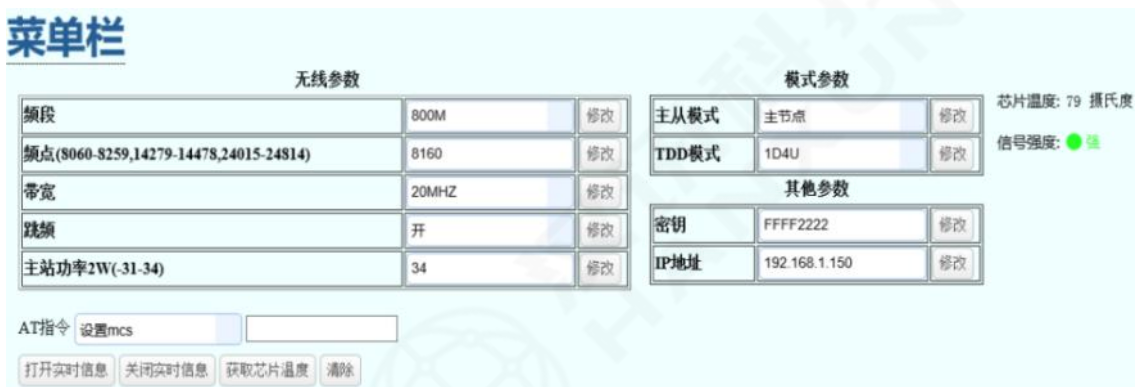 菜单栏
无线参数
频段 800M 修改
频点(8060-8259,14279-14478,24015-24814) 8160 修改
带宽 20MHZ 修改
跳频 开 修改
主站功率2W(-31-34) 34 修改
模式参数
主从模式 主节点 修改
TDD模式 1D4U 修改
其他参数
密钥 FFFF2222 修改
IP地址 192.168.1.150 修改
芯片温度: 79 摄氏度
信号强度: 强
AT指令 设置mcs
打开实时信息 关闭实时信息 获取芯片温度 清除